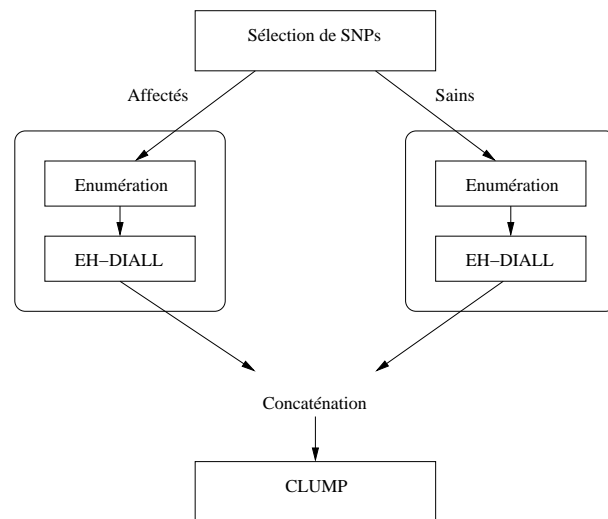 Sélection de SNPs
Affectés
Sains
Enumération
Enumération
EH−DIALL
EH−DIALL
Concaténation
CLUMP